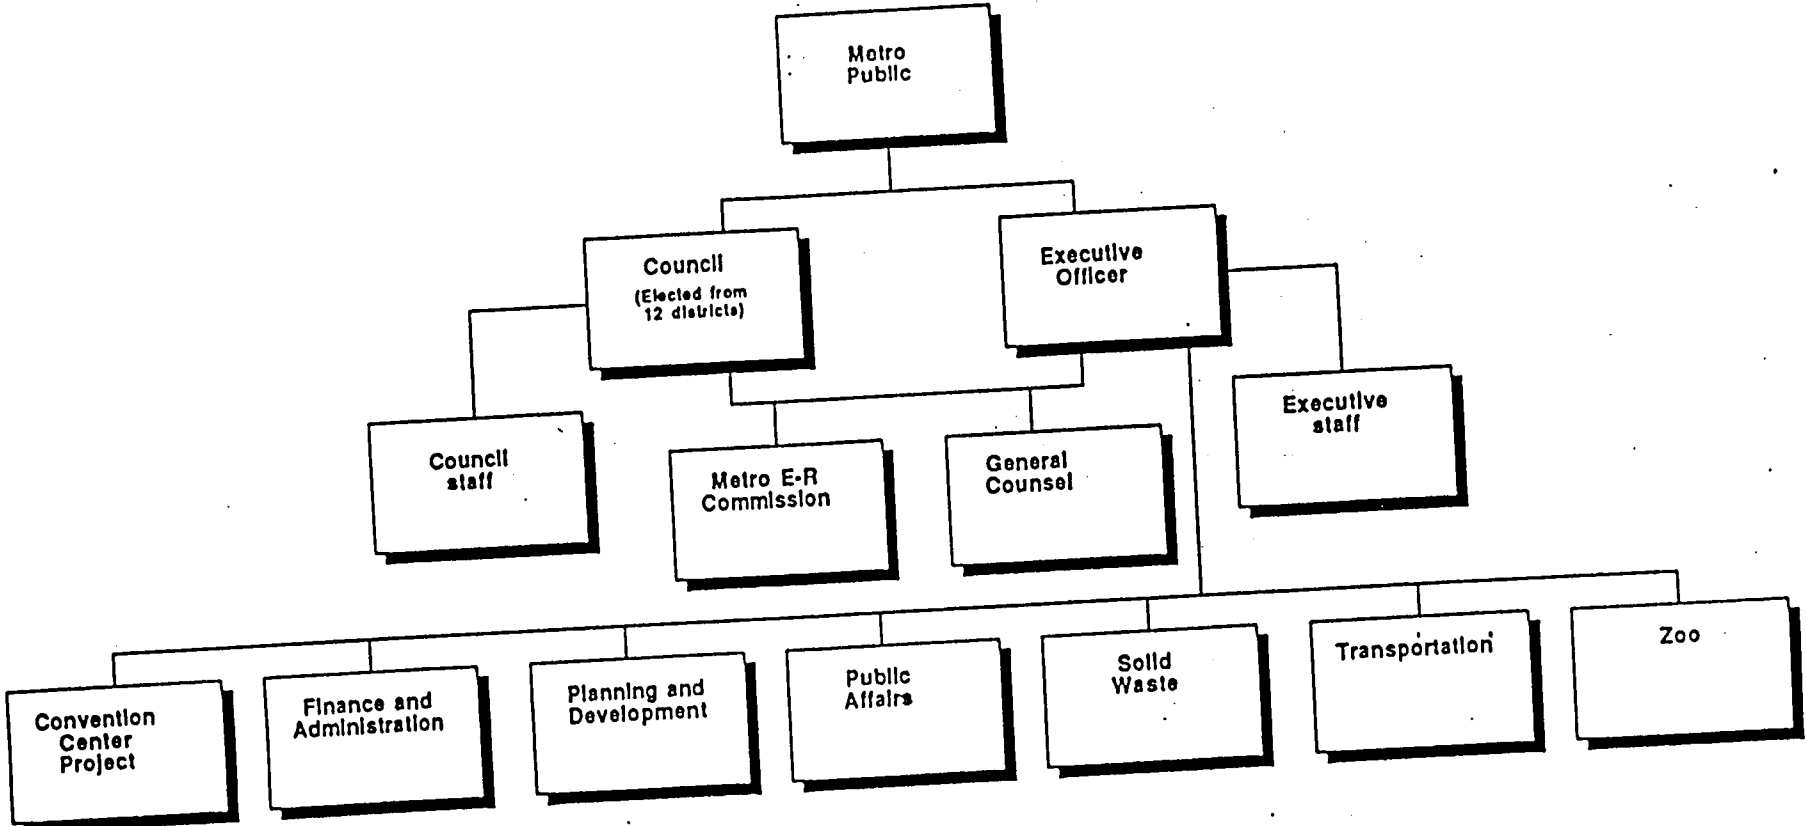 Metro
Public
Council
(Elected from
12 districts)
Executive
Officer
Council
staff
Metro E-R
Commission
General
Counsel
Executive
staff
Convention
Center
Project
Finance and
Administration
Planning and
Development
Public
Affairs
Solid
Waste
Transportation
Zoo